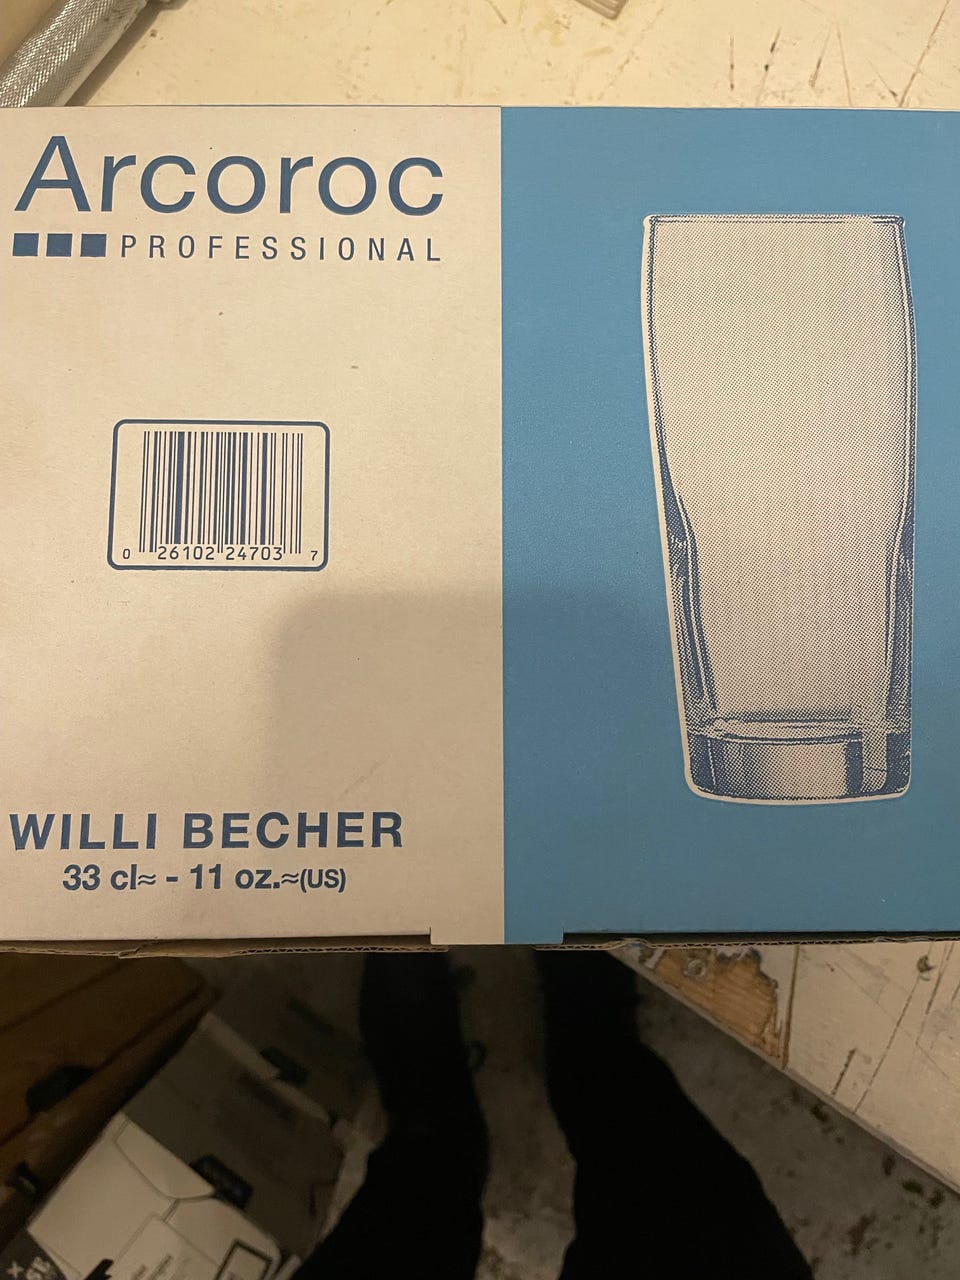 Arcoroc
PROFESSIONAL
0 26102 24703 7
WILLI BECHER
33 cl≈ - 11 oz.≈(US)